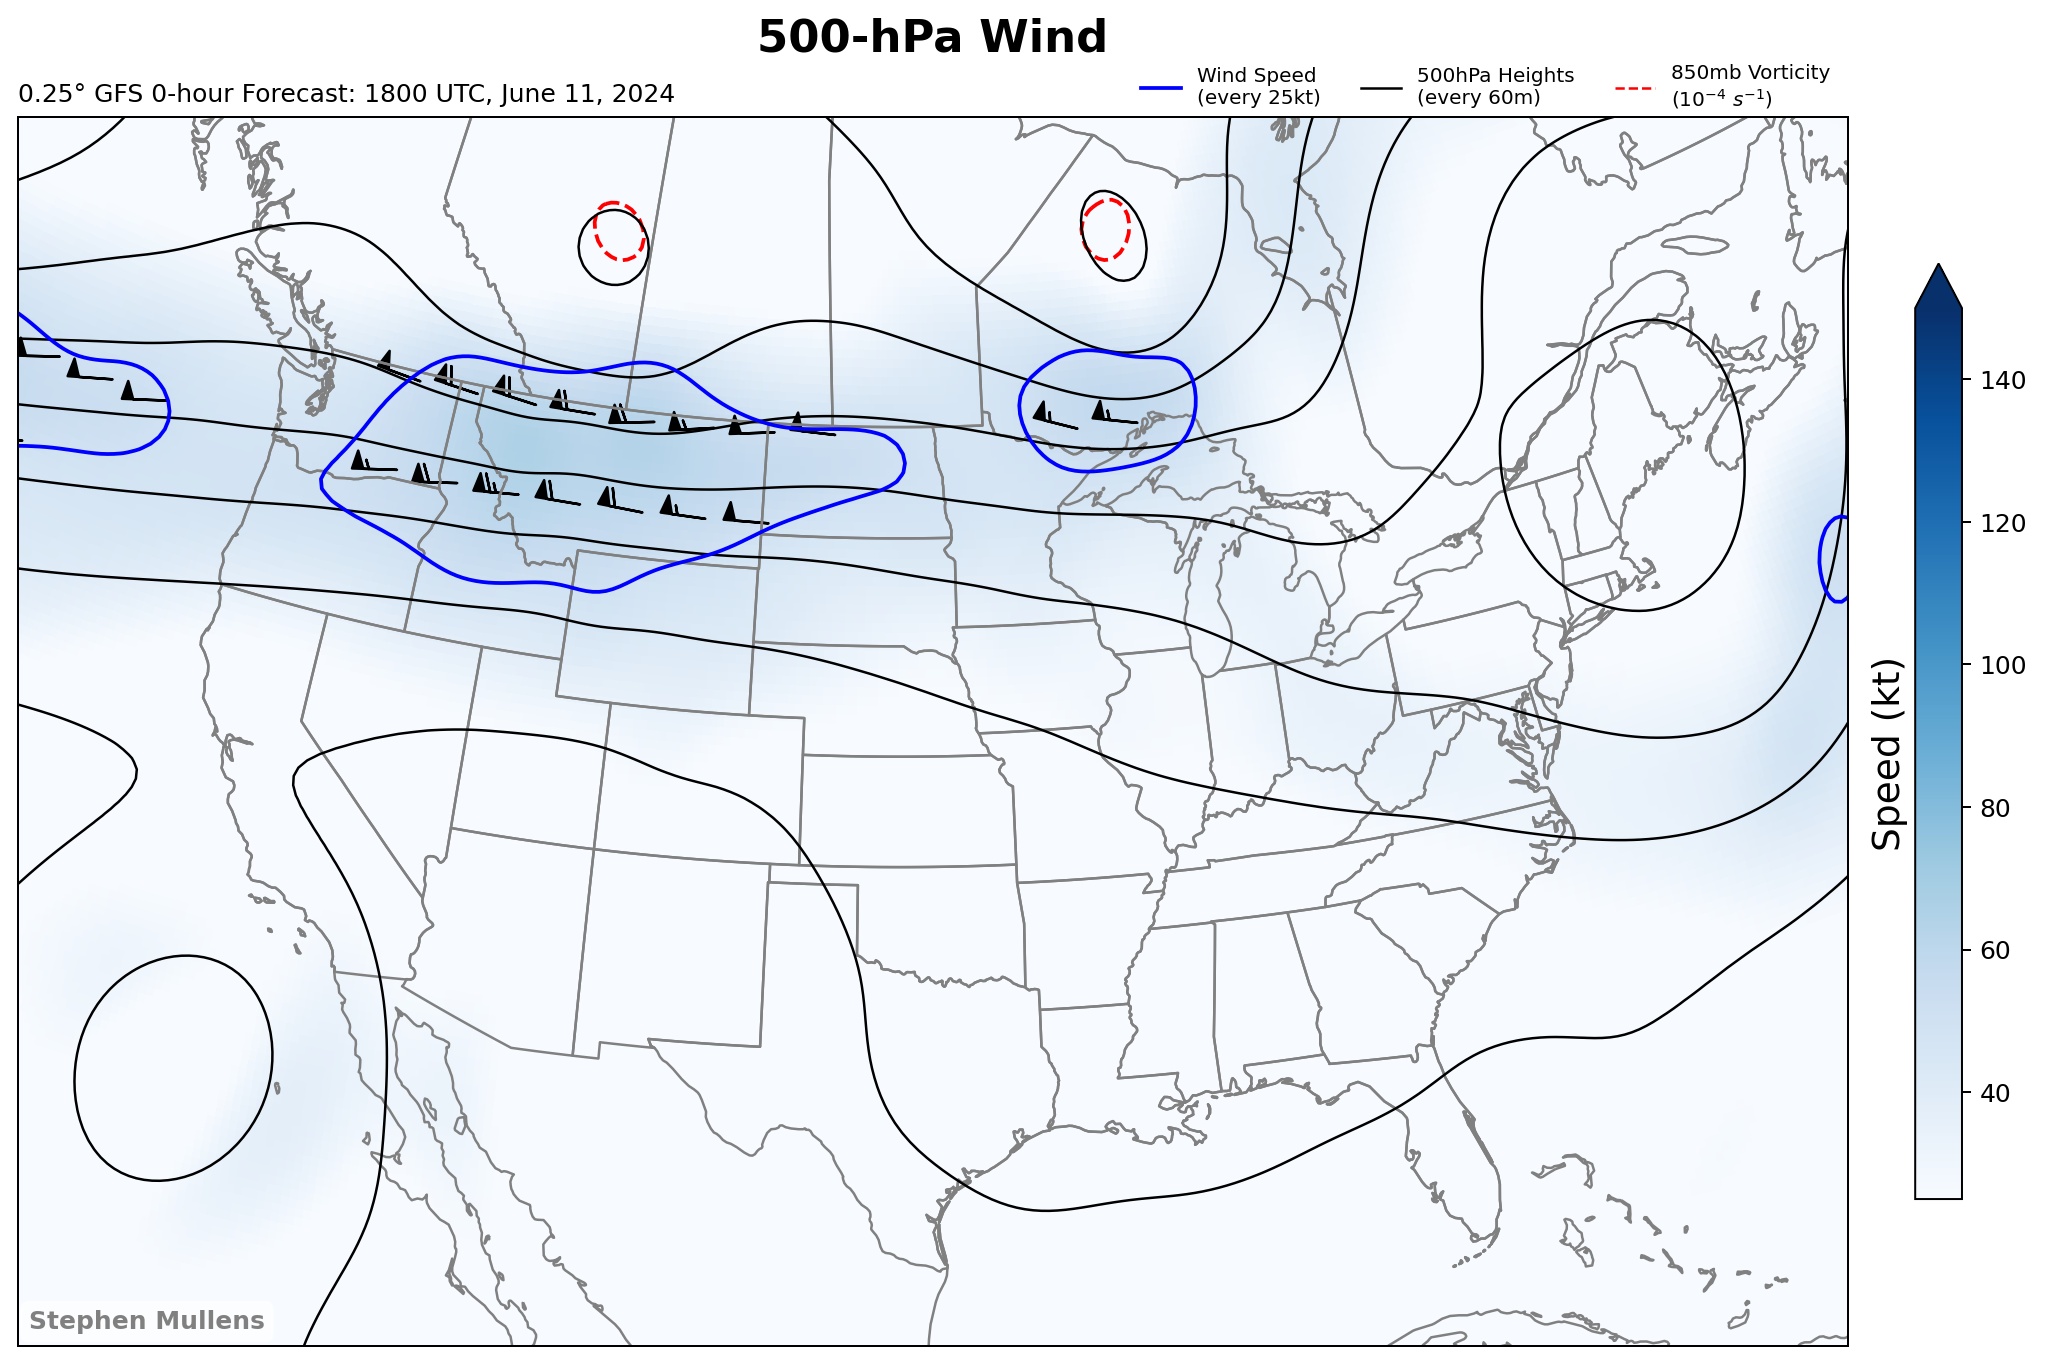 500-hPa Wind
0.25° GFS 0-hour Forecast: 1800 UTC, June 11, 2024
Wind Speed
(every 25kt)
500hPa Heights
(every 60m)
850mb Vorticity
(10⁻⁴ s⁻¹)
140
120
100
80
60
40
Speed (kt)
Stephen Mullens